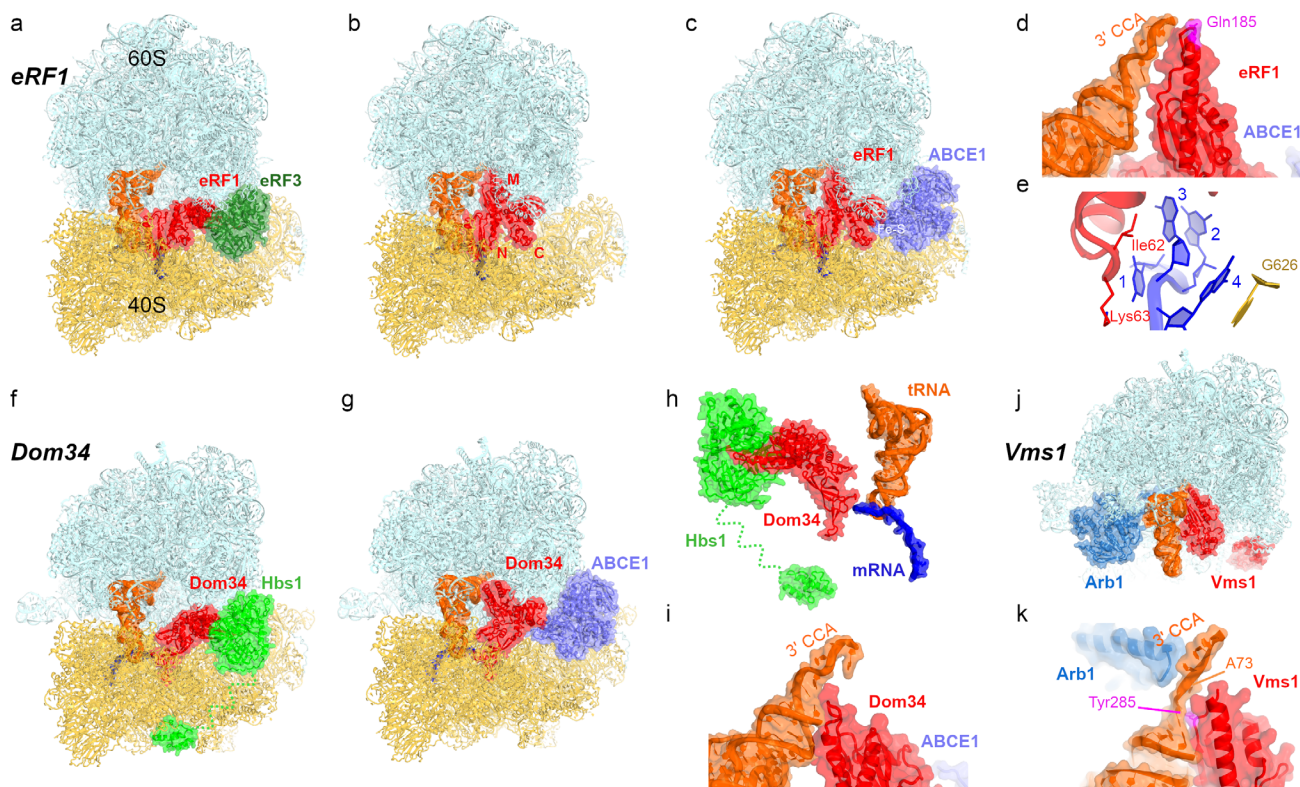 a
eRF1
60S
eRF1
eRF3
40S
b
M
N
C
c
eRF1
ABCE1
Fe-S
d
3' CCA
Gln185
eRF1
ABCE1
e
3
Ile62
2
1
4
G626
Lys63
f
Dom34
Dom34
Hbs1
g
Dom34
ABCE1
h
tRNA
Dom34
Hbs1
mRNA
i
3' CCA
Dom34
ABCE1
j
Vms1
Arb1
Vms1
k
3' CCA
Arb1
A73
Vms1
Tyr285